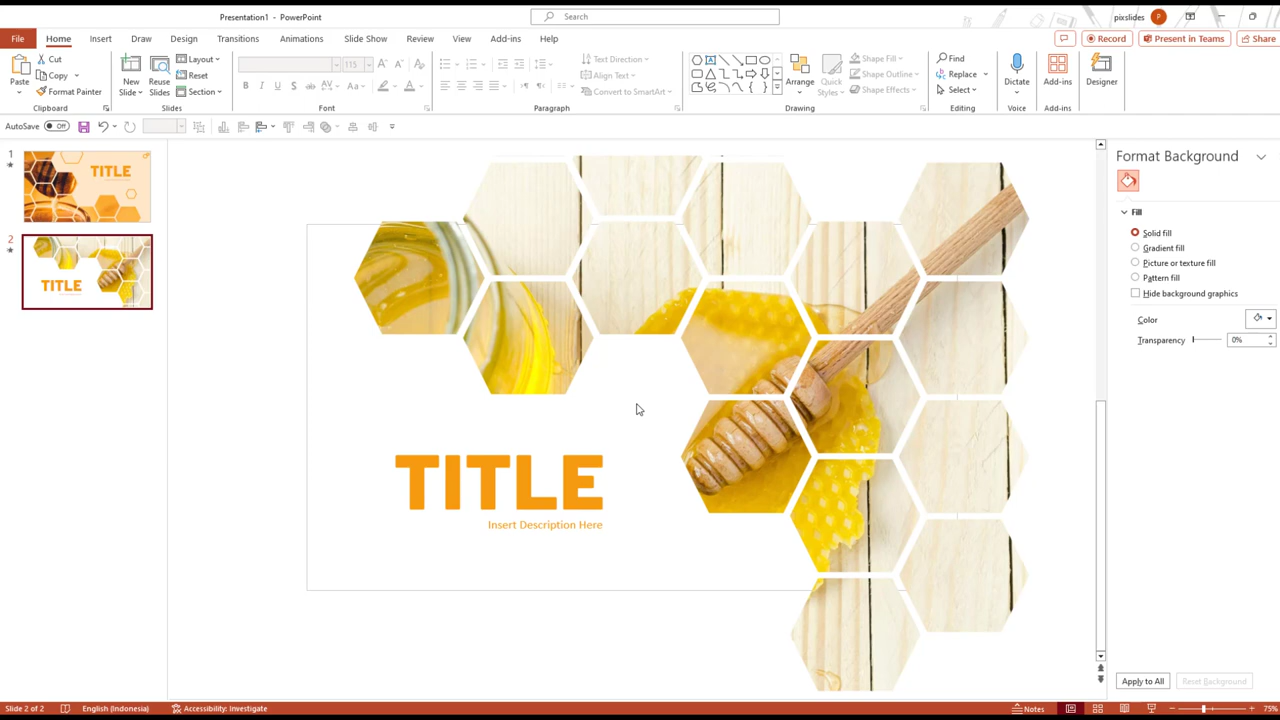 Presentation1 - PowerPoint
Search
pixslides
P
File
Home
Insert
Draw
Design
Transitions
Animations
Slide Show
Review
View
Add-ins
Help
Record
Present in Teams
Share
Paste
Cut
Copy
Format Painter
Clipboard
New Slide
Reuse Slides
Layout
Reset
Section
Slides
115
Font
Text Direction
Align Text
Convert to SmartArt
Paragraph
Arrange
Quick Styles
Shape Fill
Shape Outline
Shape Effects
Drawing
Find
Replace
Select
Editing
Dictate
Voice
Add-ins
Add-ins
Designer
AutoSave
Off
1
TITLE
2
TITLE
TITLE
Insert Description Here
Format Background
Fill
Solid fill
Gradient fill
Picture or texture fill
Pattern fill
Hide background graphics
Color
Transparency
0%
Apply to All
Reset Background
Slide 2 of 2
English (Indonesia)
Accessibility: Investigate
Notes
75%